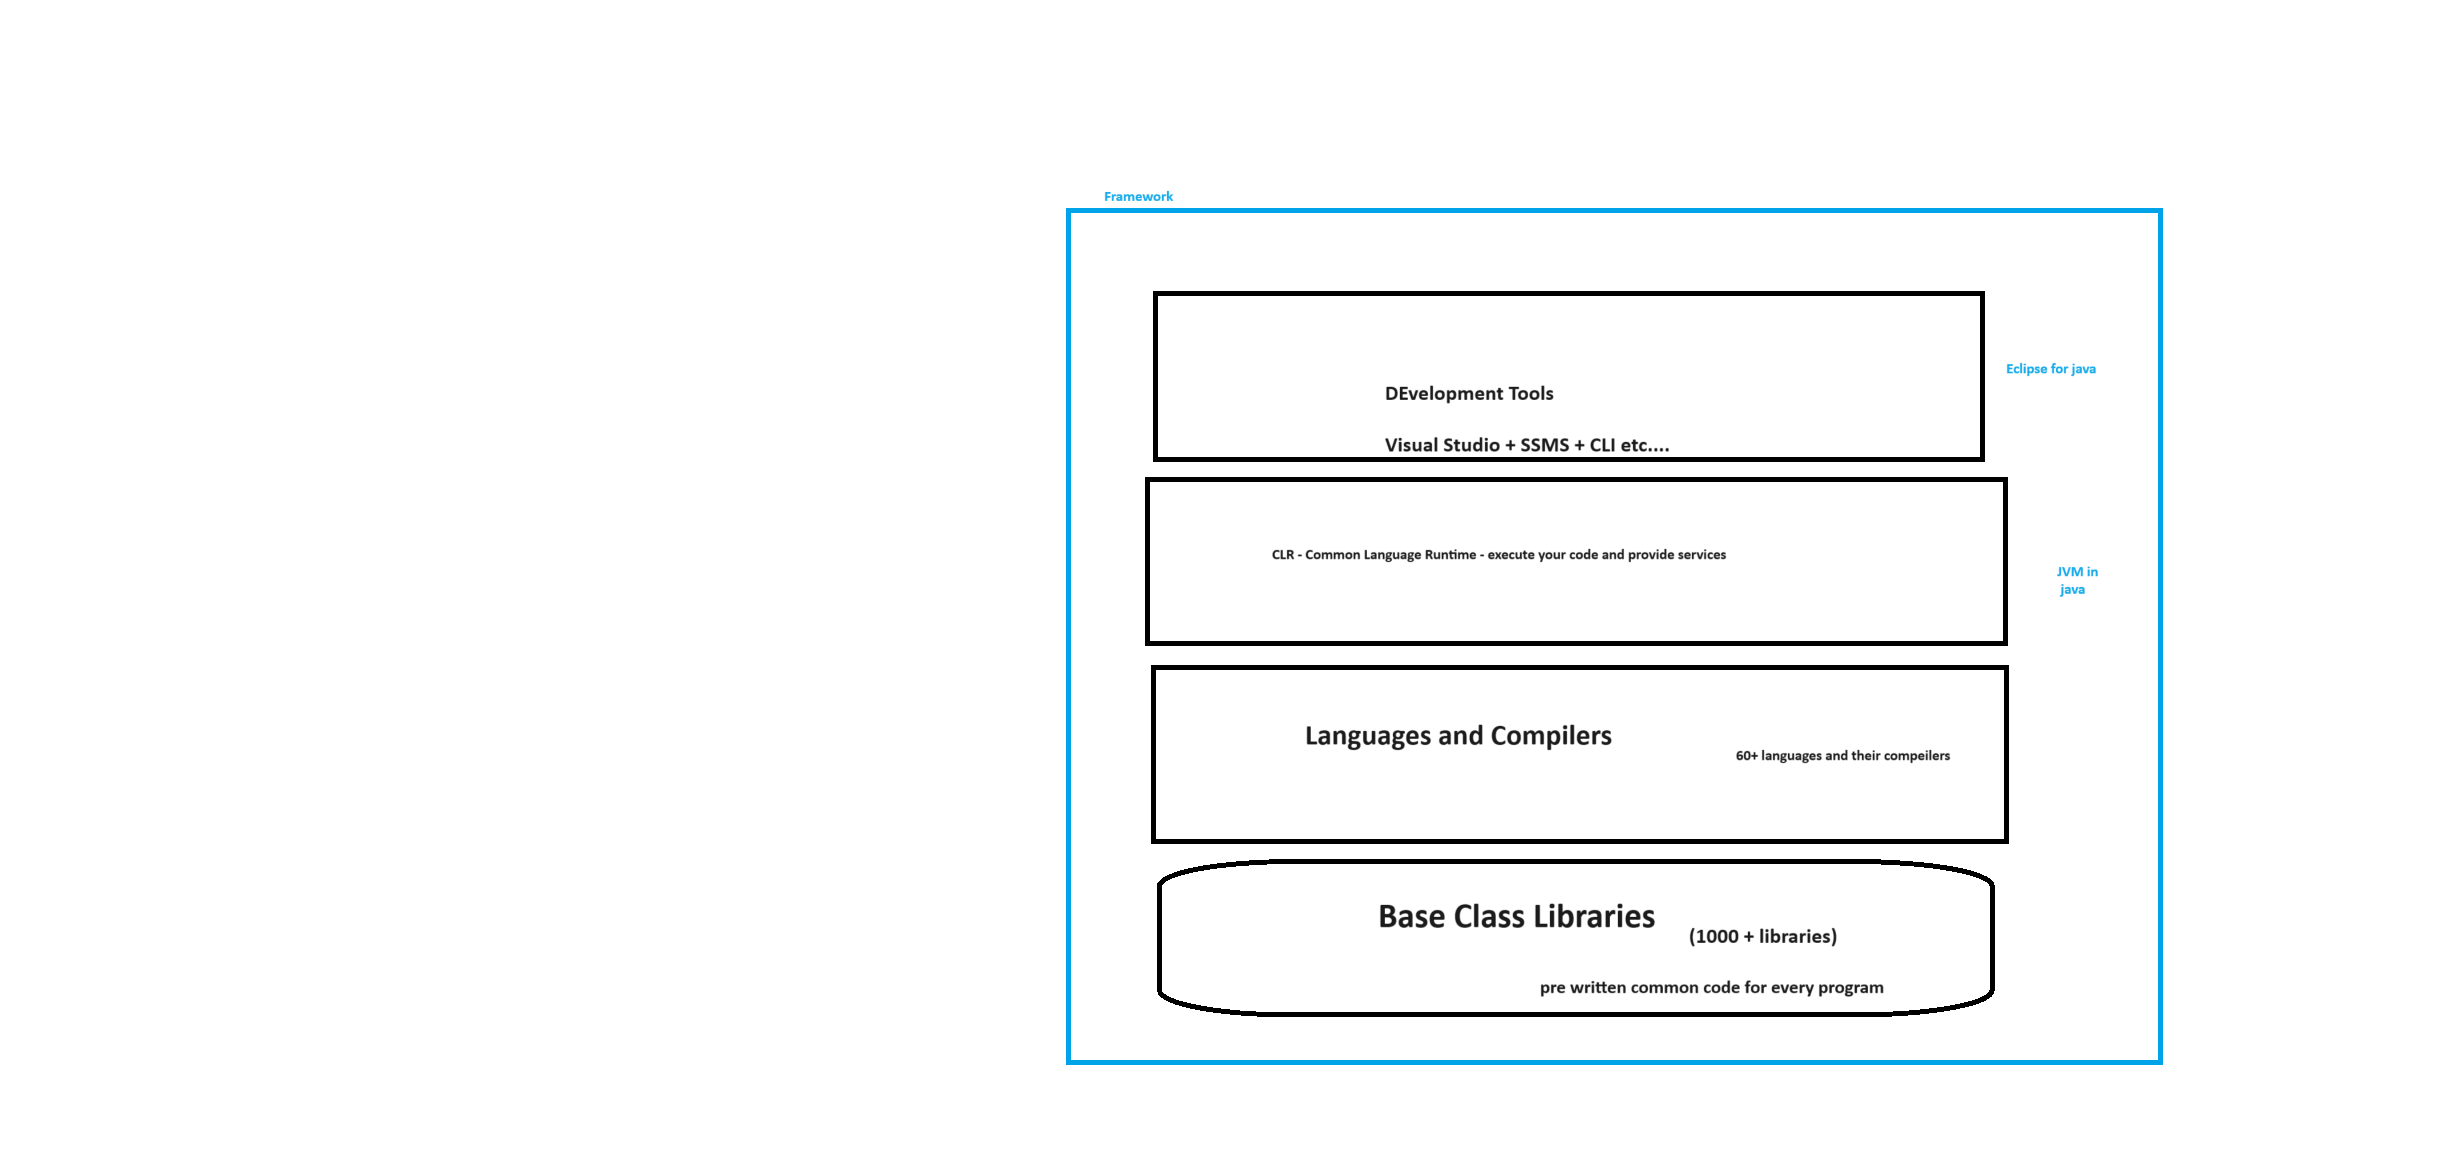 Framework
Eclipse for java
DEvelopment Tools
Visual Studio + SSMS + CLI etc....
CLR - Common Language Runtime - execute your code and provide services
JVM in
java
Languages and Compilers
60+ languages and their compeilers
Base Class Libraries
(1000 + libraries)
pre written common code for every program